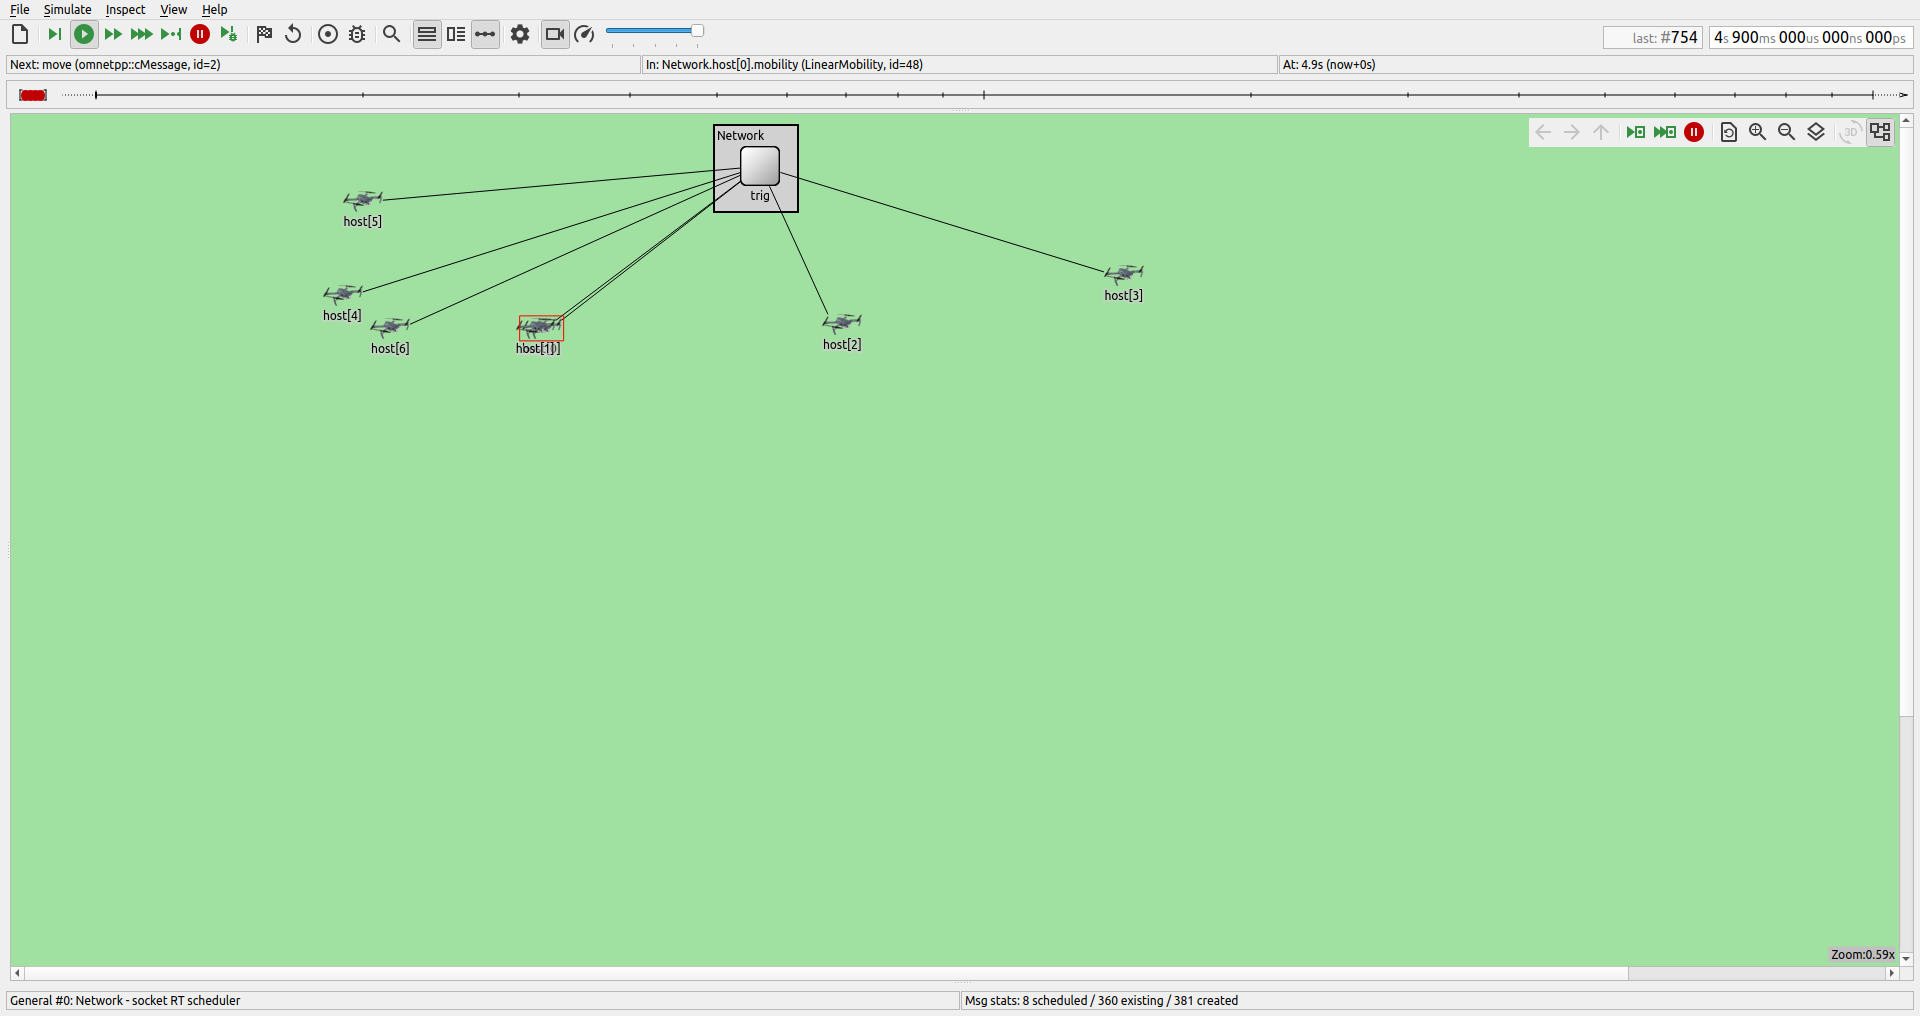 File Simulate Inspect View Help
last: #754 4s 900ms 000us 000ns 000ps
Next: move (omnetpp::cMessage, id=2) In: Network.host[0].mobility (LinearMobility, id=48) At: 4.9s (now+0s)
Network
3D
trig
host[5]
host[3]
host[4]
host[6] host[1] host[2]
Zoom:0.59x
General #0: Network - socket RT scheduler Msg stats: 8 scheduled / 360 existing / 381 created